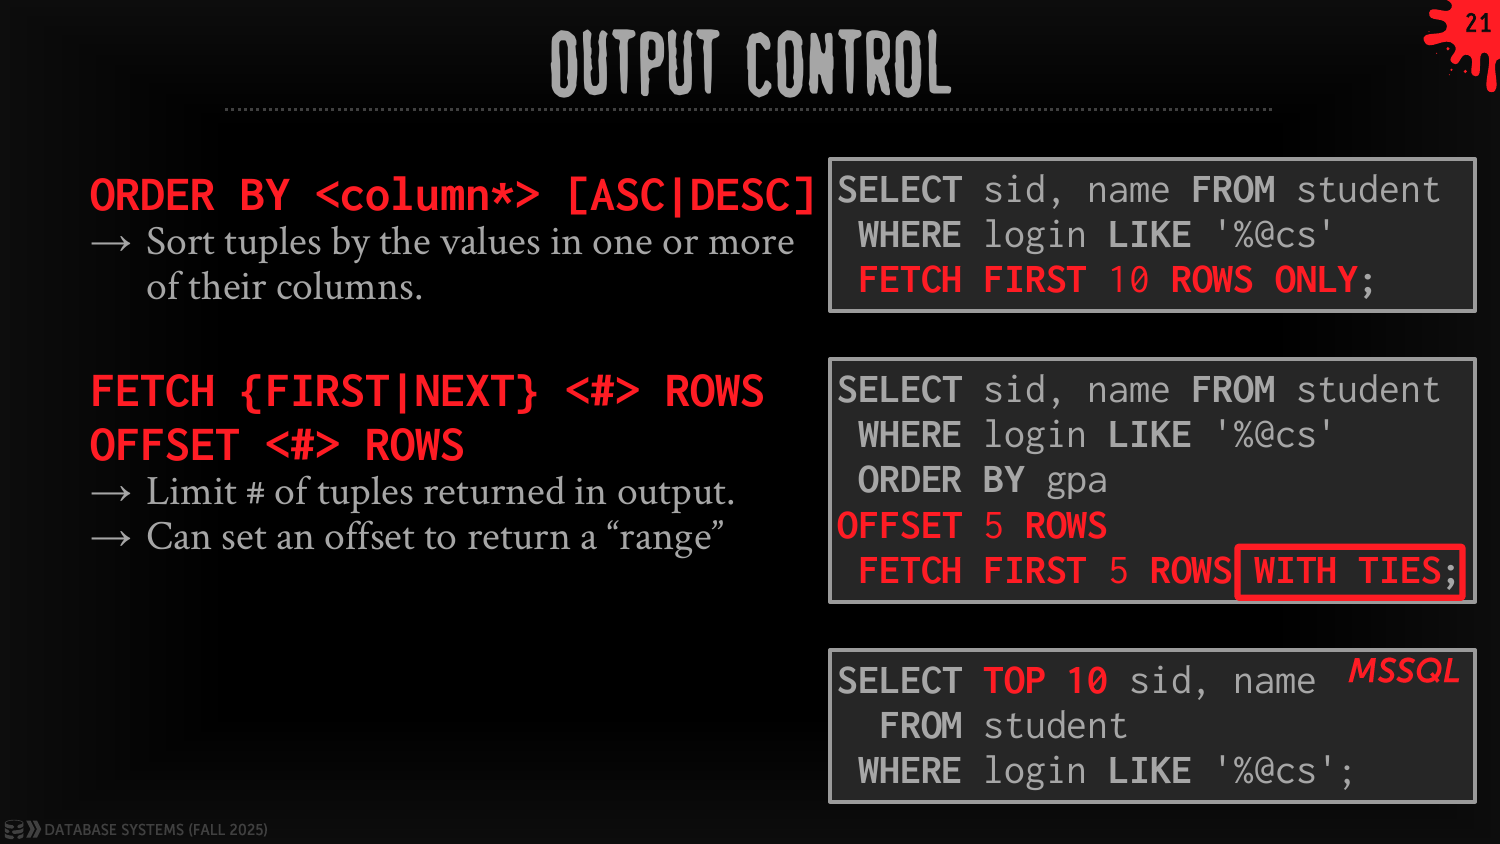 21
OUTPUT CONTROL
ORDER BY <column*> [ASC|DESC]
→ Sort tuples by the values in one or more
of their columns.
FETCH {FIRST|NEXT} <#> ROWS
OFFSET <#> ROWS
→ Limit # of tuples returned in output.
→ Can set an offset to return a “range”
SELECT sid, name FROM student
WHERE login LIKE '%@cs'
FETCH FIRST 10 ROWS ONLY;
SELECT sid, name FROM student
WHERE login LIKE '%@cs'
ORDER BY gpa
OFFSET 5 ROWS
FETCH FIRST 5 ROWS WITH TIES;
MSSQL
SELECT TOP 10 sid, name
FROM student
WHERE login LIKE '%@cs';
DATABASE SYSTEMS (FALL 2025)